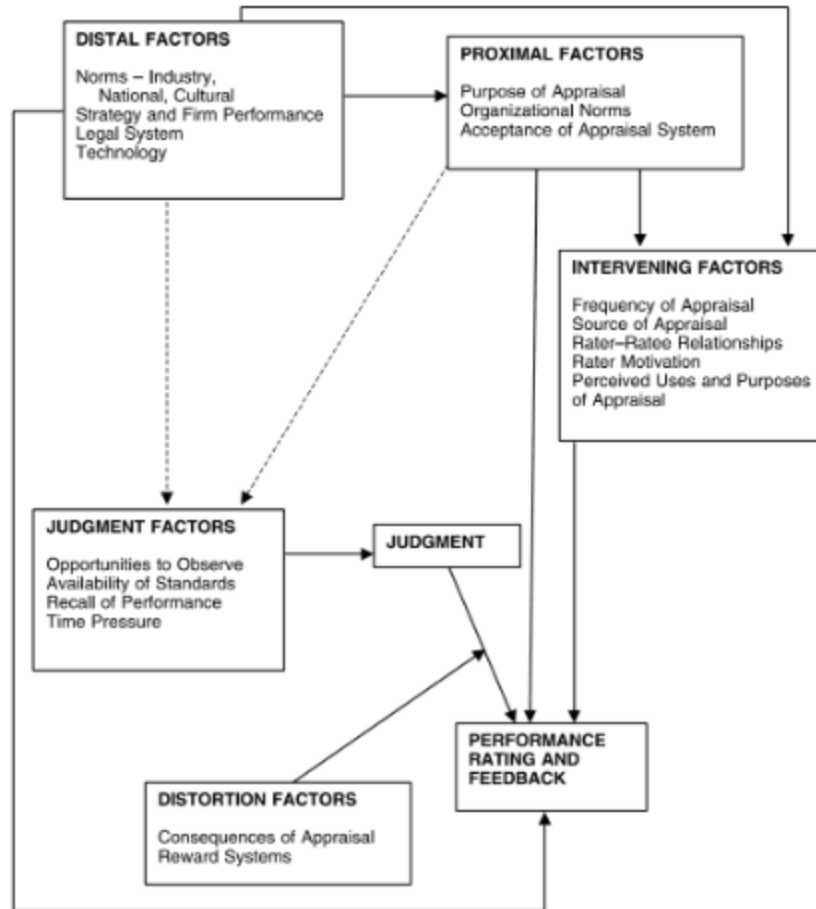 DISTAL FACTORS
Norms – Industry,
National, Cultural
Strategy and Firm Performance
Legal System
Technology
PROXIMAL FACTORS
Purpose of Appraisal
Organizational Norms
Acceptance of Appraisal System
INTERVENING FACTORS
Frequency of Appraisal
Source of Appraisal
Rater–Ratee Relationships
Rater Motivation
Perceived Uses and Purposes
of Appraisal
JUDGMENT FACTORS
Opportunities to Observe
Availability of Standards
Recall of Performance
Time Pressure
JUDGMENT
PERFORMANCE
RATING AND
FEEDBACK
DISTORTION FACTORS
Consequences of Appraisal
Reward Systems